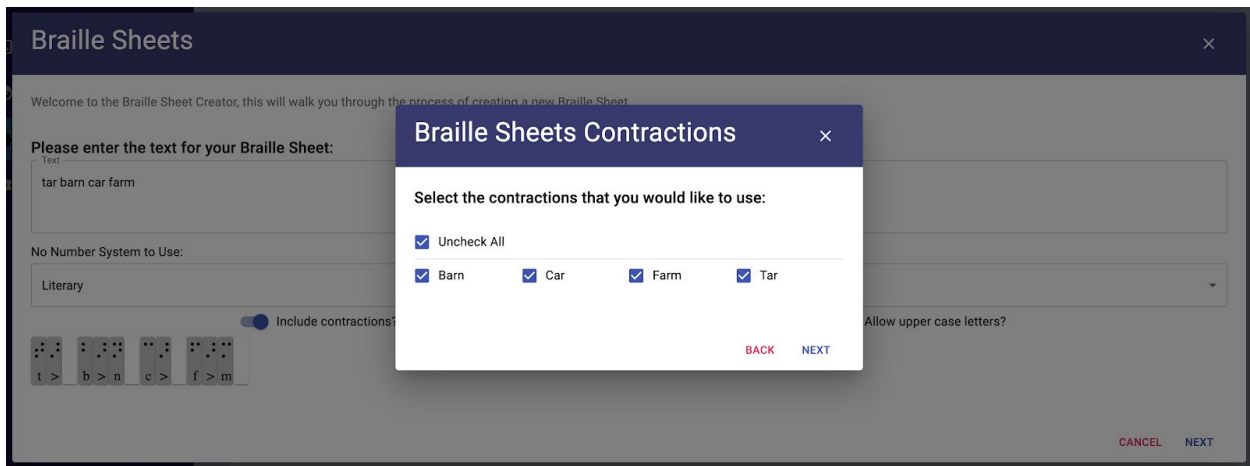 Braille Sheets
Welcome to the Braille Sheet Creator, this will walk you through the process of creating a new Braille Sheet
Braille Sheets Contractions
Please enter the text for your Braille Sheet:
Text
tar barn car farm
Select the contractions that you would like to use:
Uncheck All
No Number System to Use:
Barn Car Farm Tar
Literary
Include contractions? Allow upper case letters?
BACK NEXT
t > b > n c > f > m
CANCEL NEXT